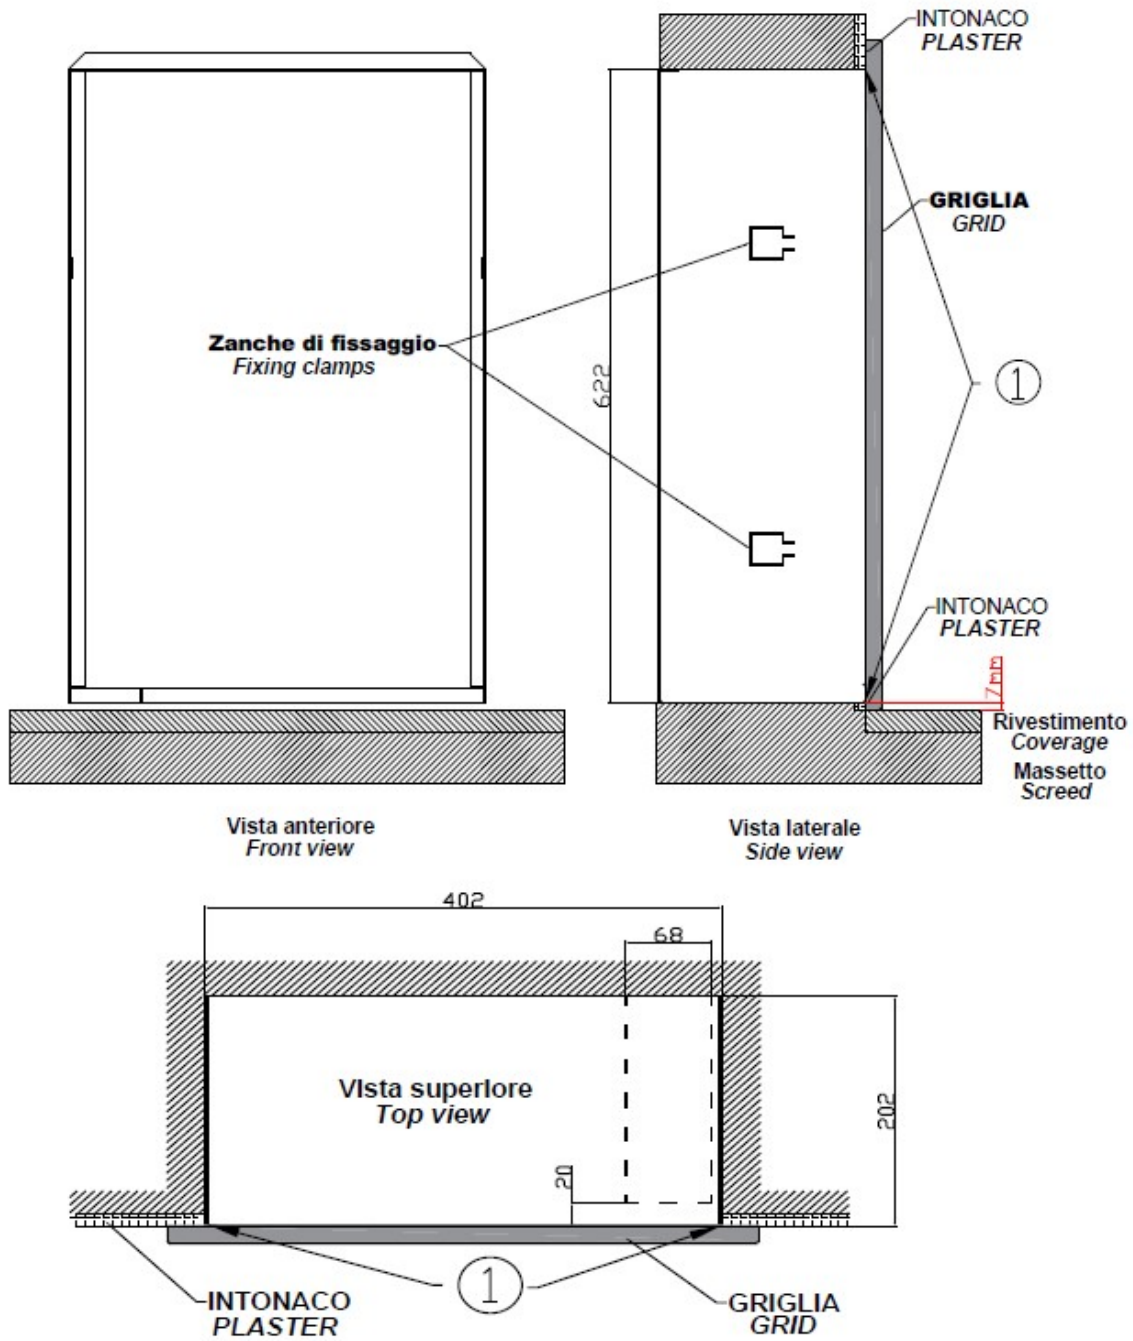 INTONACO
PLASTER
GRIGLIA
GRID
Zanche di fissaggio
Fixing clamps
622
1
INTONACO
PLASTER
7mm
Rivestimento
Coverage
Massetto
Screed
Vista anteriore
Front view
Vista laterale
Side view
402
68
Vista superiore
Top view
202
20
1
INTONACO
PLASTER
GRIGLIA
GRID